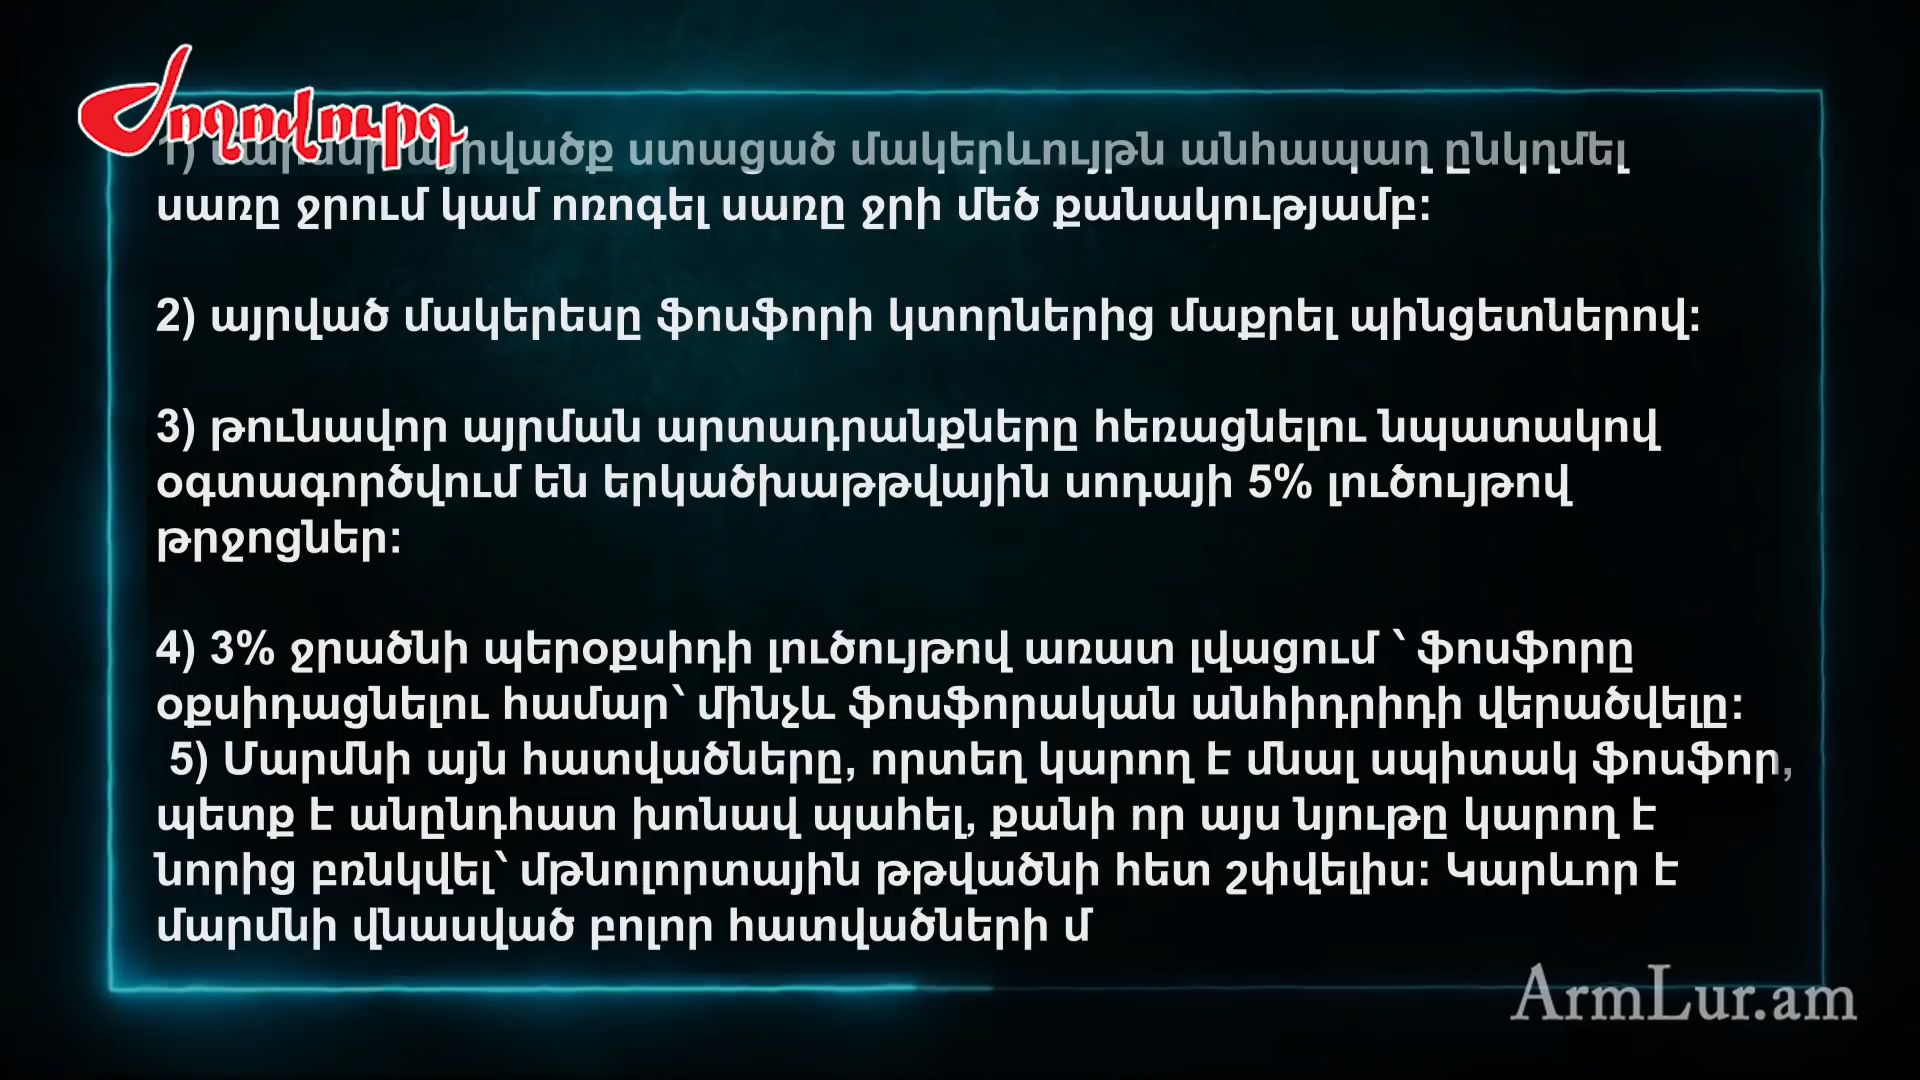 Ժողովուրդ
1) այրվածք ստացած մակերևույթն անհապաղ ընկղմել
սառը ջրում կամ ոռոգել սառը ջրի մեծ քանակությամբ:
2) այրված մակերեսը ֆոսֆորի կտորներից մաքրել պինցետներով:
3) թունավոր այրման արտադրանքները հեռացնելու նպատակով
օգտագործվում են երկածխաթթվային սոդայի 5% լուծույթով
թրջոցներ:
4) 3% ջրածնի պերօքսիդի լուծույթով առատ լվացում ՝ ֆոսֆորը
օքսիդացնելու համար՝ մինչև ֆոսֆորական անհիդրիդի վերածվելը:
5) Մարմնի այն հատվածները, որտեղ կարող է մնալ սպիտակ ֆոսֆոր,
պետք է անընդհատ խոնավ պահել, քանի որ այս նյութը կարող է
նորից բռնկվել՝ մթնոլորտային թթվածնի հետ շփվելիս: Կարևոր է
մարմնի վնասված բոլոր հատվածների մ
ArmLur.am